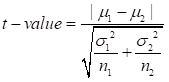 t − value = | μ₁ − μ₂ | / √(σ₁²/n₁ + σ₂²/n₂)